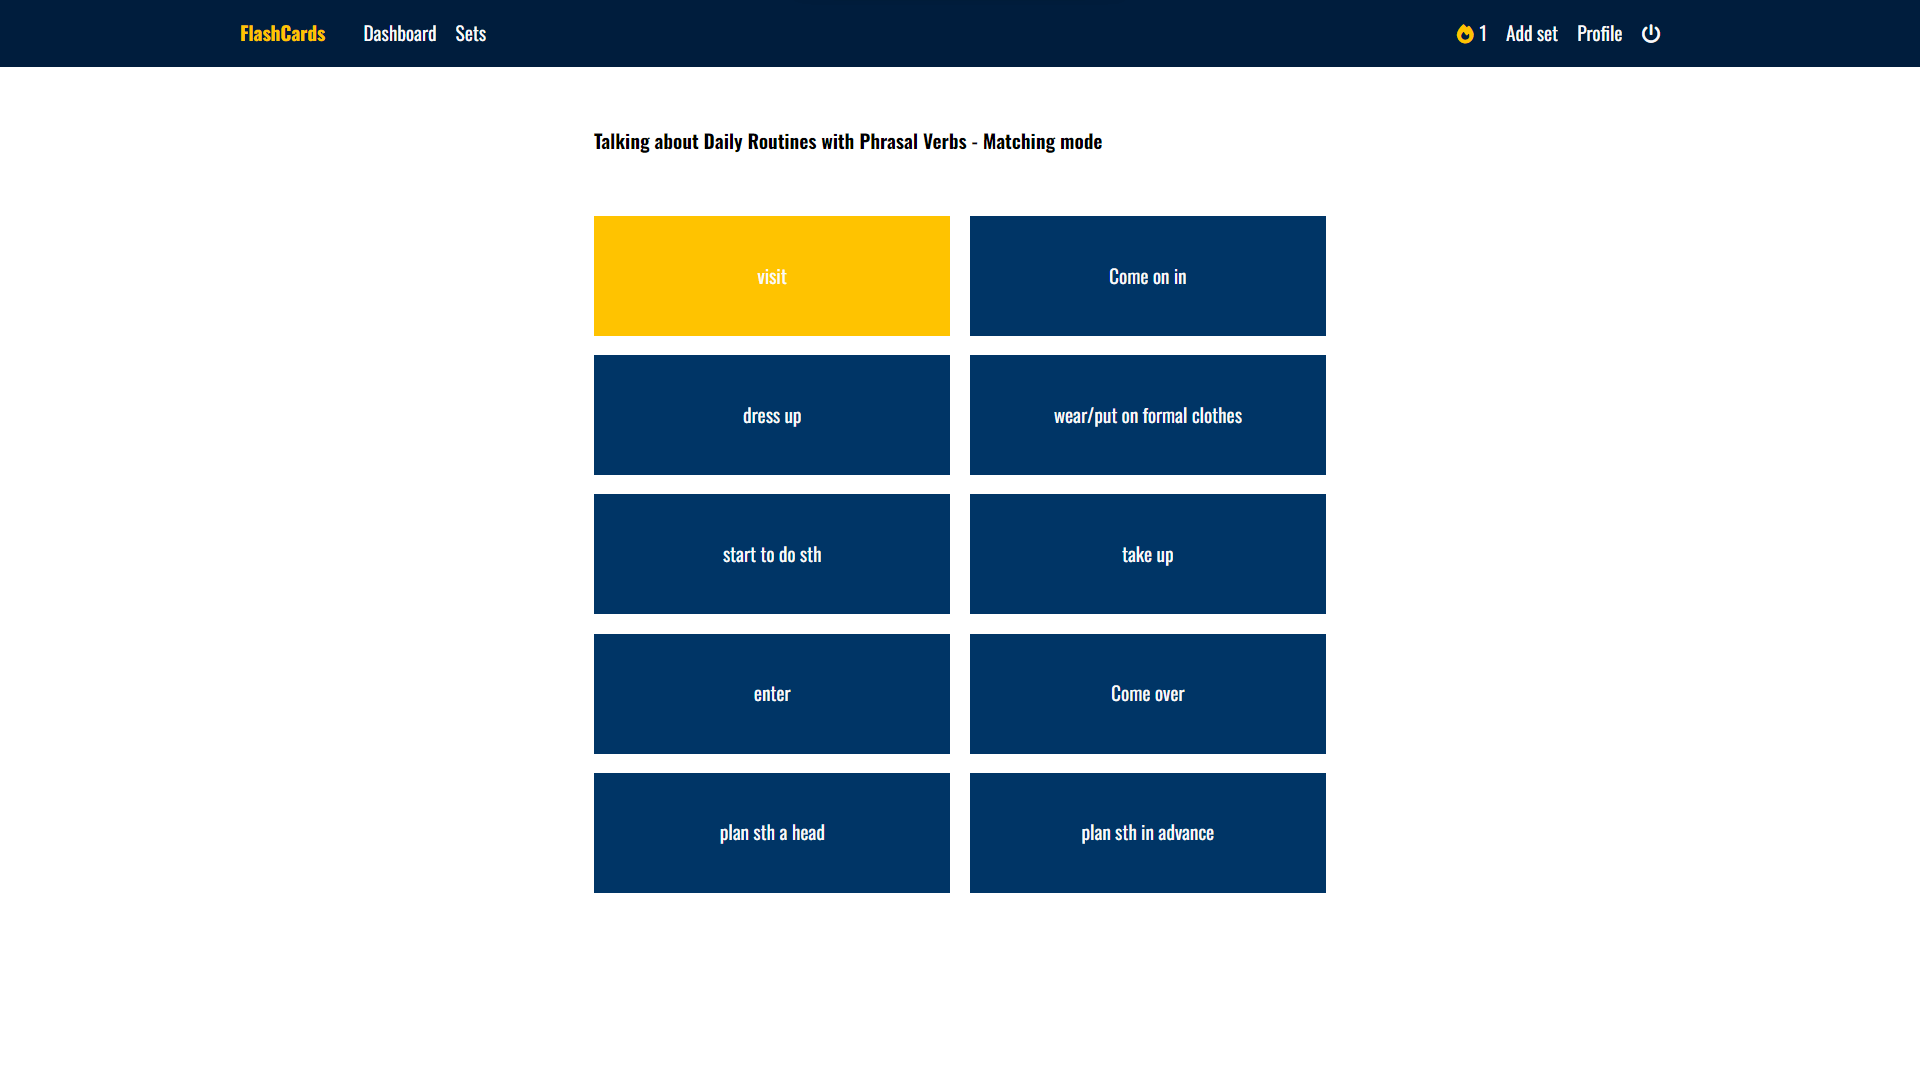 FlashCards Dashboard Sets 1 Add set Profile
Talking about Daily Routines with Phrasal Verbs - Matching mode
visit
Come on in
dress up
wear/put on formal clothes
start to do sth
take up
enter
Come over
plan sth a head
plan sth in advance